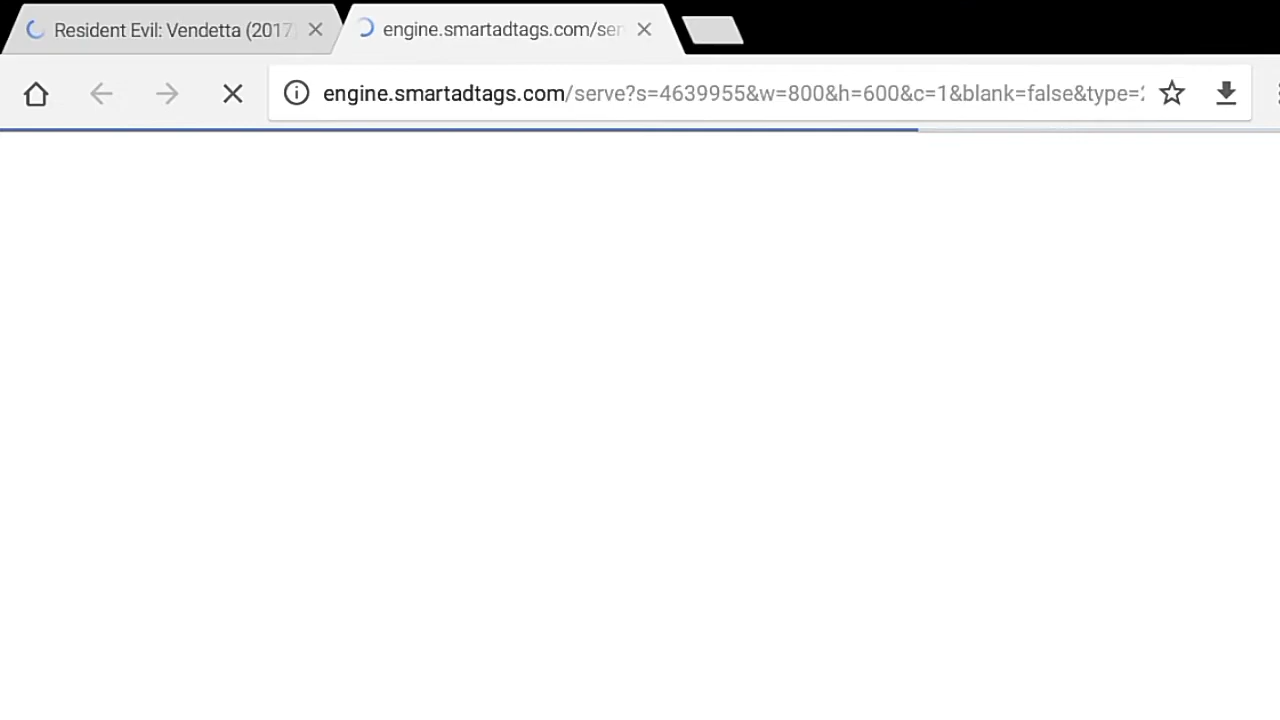 Resident Evil: Vendetta (2017)
engine.smartadtags.com/ser
engine.smartadtags.com/serve?s=4639955&w=800&h=600&c=1&blank=false&type=